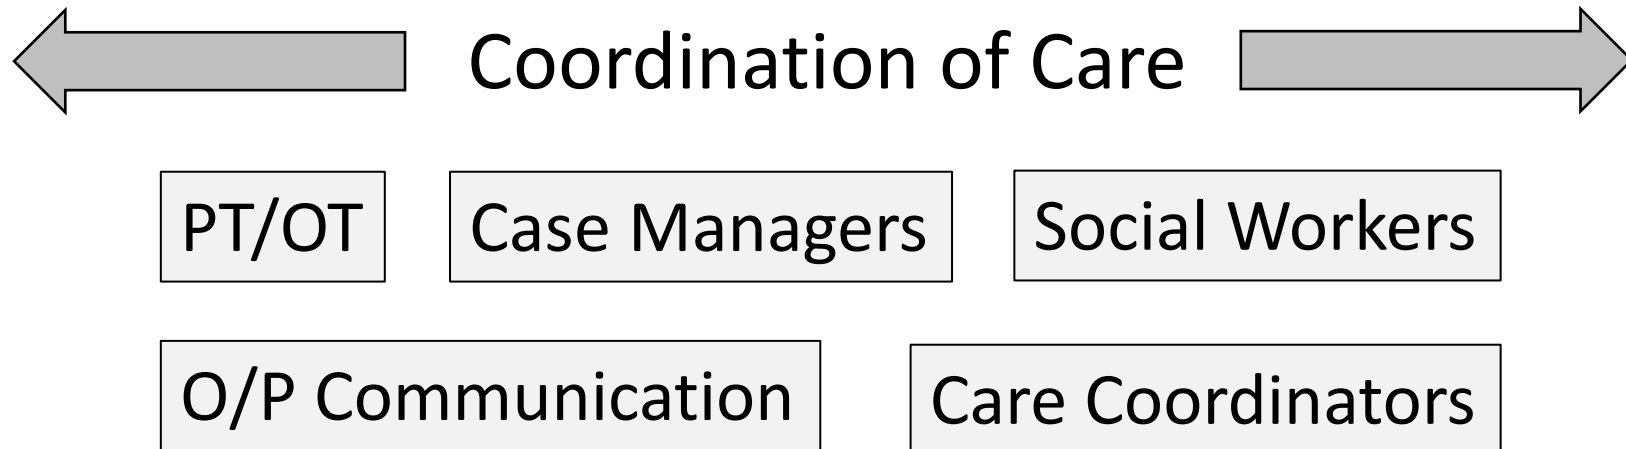 Coordination of Care
PT/OT
Case Managers
Social Workers
O/P Communication
Care Coordinators